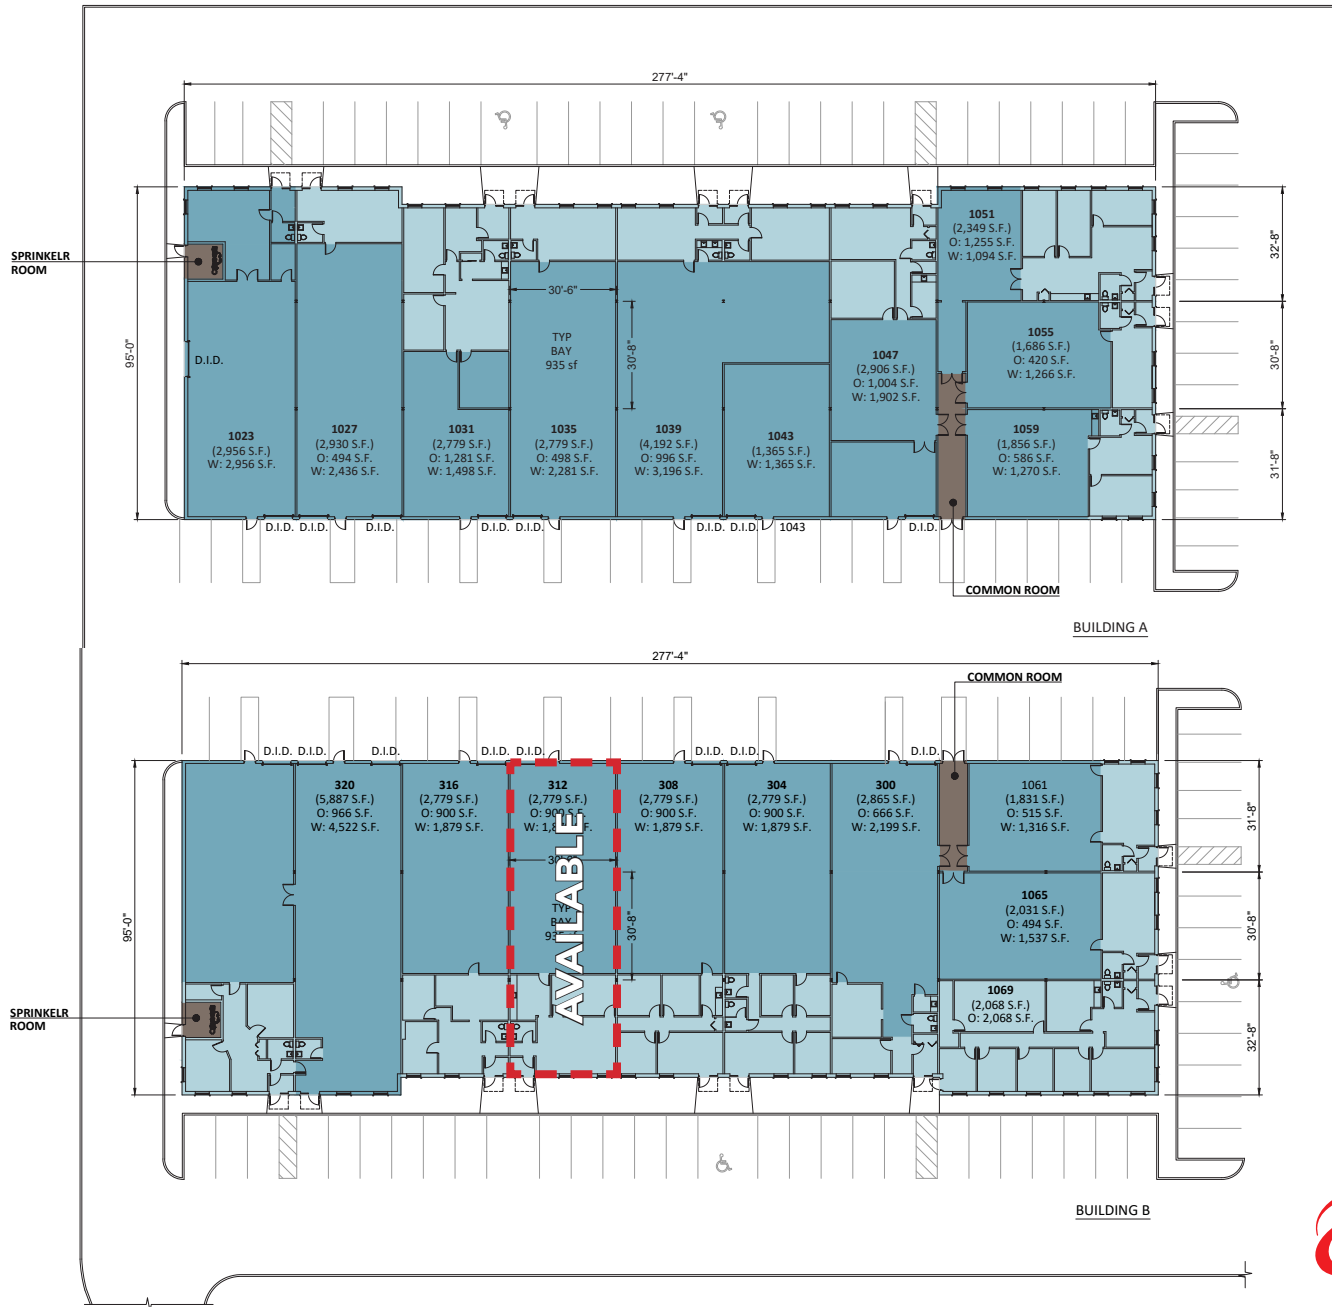 277'-4"
SPRINKELR
ROOM
95'-0"
D.I.D.
1023
(2,956 S.F.)
W: 2,956 S.F.
1027
(2,930 S.F.)
O: 494 S.F.
W: 2,436 S.F.
1031
(2,779 S.F.)
O: 1,281 S.F.
W: 1,498 S.F.
30'-6"
TYP
BAY
935 sf
30'-8"
1035
(2,779 S.F.)
O: 498 S.F.
W: 2,281 S.F.
1039
(4,192 S.F.)
O: 996 S.F.
W: 3,196 S.F.
1043
(1,365 S.F.)
W: 1,365 S.F.
1047
(2,906 S.F.)
O: 1,004 S.F.
W: 1,902 S.F.
1051
(2,349 S.F.)
O: 1,255 S.F.
W: 1,094 S.F.
1055
(1,686 S.F.)
O: 420 S.F.
W: 1,266 S.F.
1059
(1,856 S.F.)
O: 586 S.F.
W: 1,270 S.F.
32'-8"
30'-8"
31'-8"
D.I.D. D.I.D. D.I.D. D.I.D. D.I.D. D.I.D. D.I.D. 1043 D.I.D.
COMMON ROOM
BUILDING A
277'-4"
COMMON ROOM
D.I.D. D.I.D. D.I.D. D.I.D. D.I.D. D.I.D. D.I.D. D.I.D.
95'-0"
320
(5,887 S.F.)
O: 966 S.F.
W: 4,522 S.F.
316
(2,779 S.F.)
O: 900 S.F.
W: 1,879 S.F.
312
(2,779 S.F.)
AVAILABLE
308
(2,779 S.F.)
O: 900 S.F.
W: 1,879 S.F.
304
(2,779 S.F.)
O: 900 S.F.
W: 1,879 S.F.
300
(2,865 S.F.)
O: 666 S.F.
W: 2,199 S.F.
1061
(1,831 S.F.)
O: 515 S.F.
W: 1,316 S.F.
30'-8"
1065
(2,031 S.F.)
O: 494 S.F.
W: 1,537 S.F.
1069
(2,068 S.F.)
O: 2,068 S.F.
31'-8"
30'-8"
32'-8"
SPRINKELR
ROOM
BUILDING B